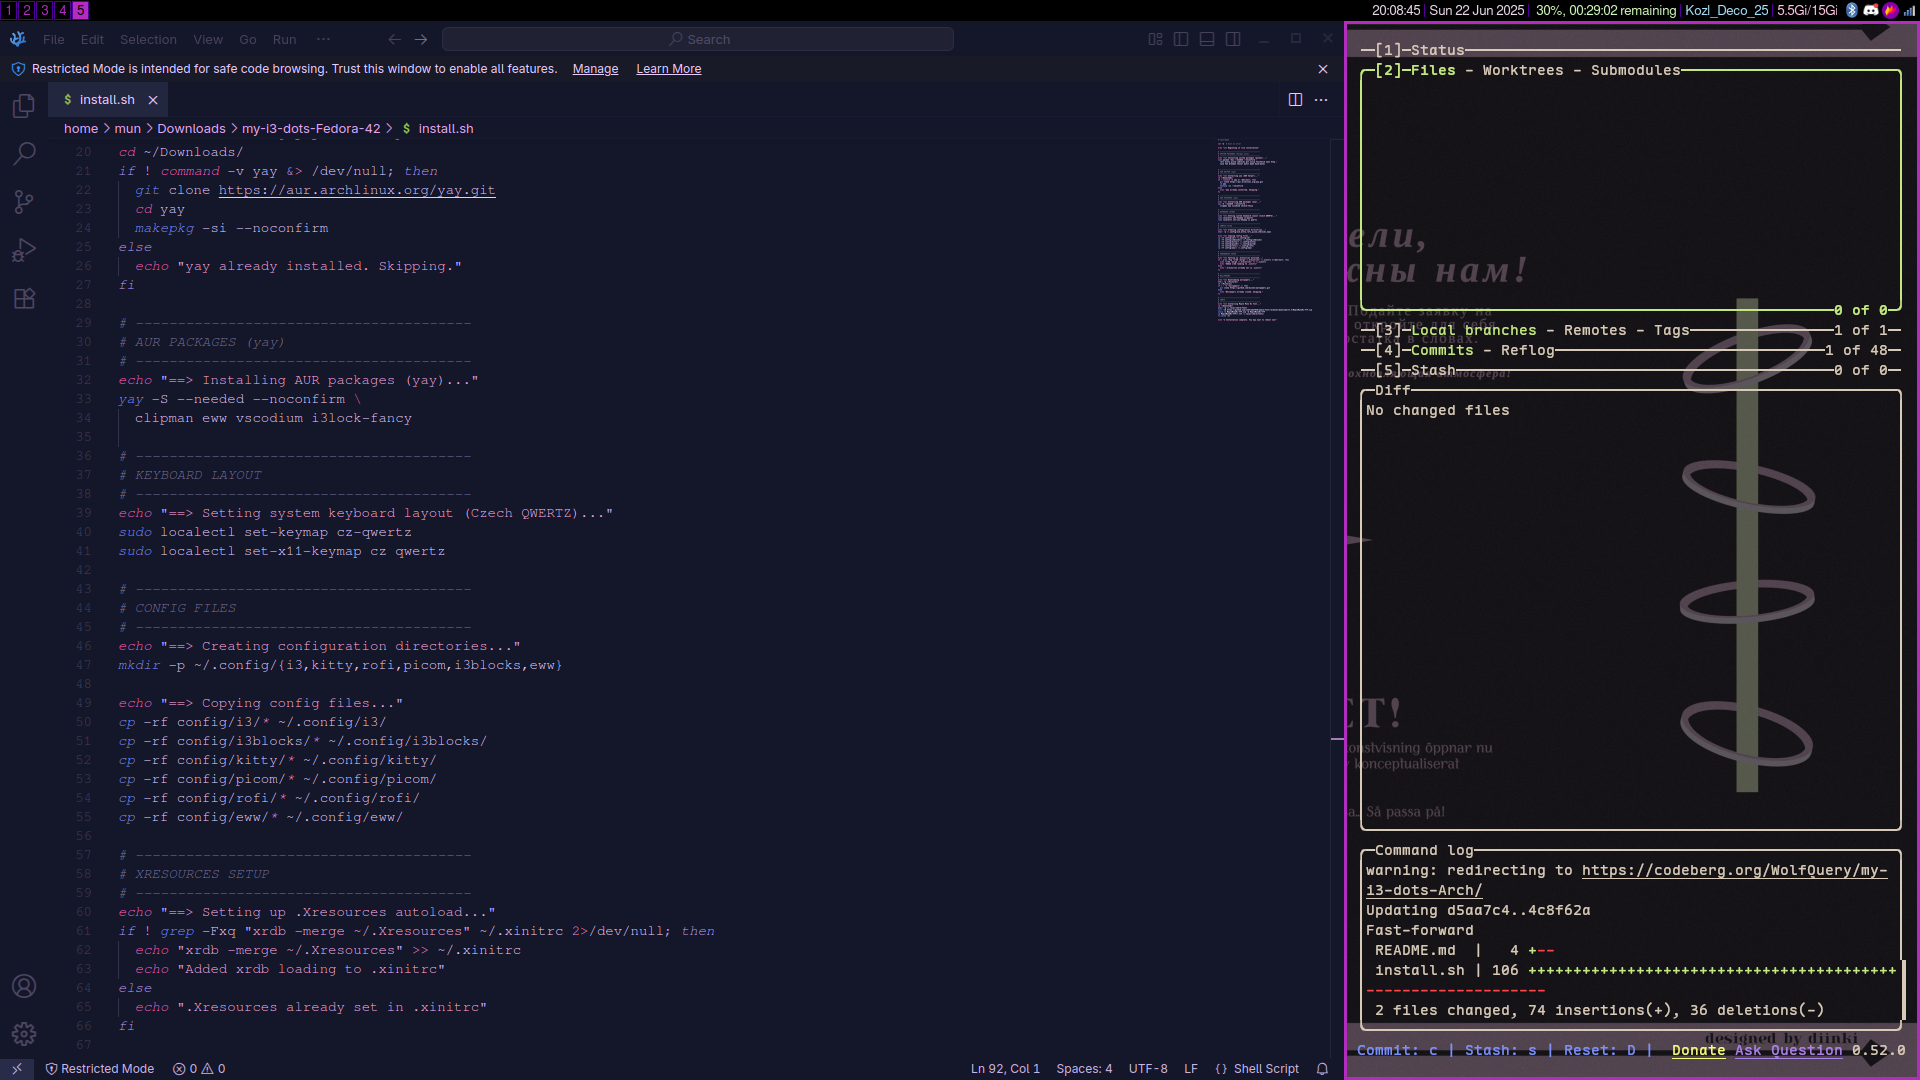 1 2 3 4 5
20:08:45 Sun 22 Jun 2025 30%, 00:29:02 remaining Kozl_Deco_25 5.5Gi/15Gi
File Edit Selection View Go Run ··· Search
Restricted Mode is intended for safe code browsing. Trust this window to enable all features. Manage Learn More
$ install.sh
home > mun > Downloads > my-i3-dots-Fedora-42 > $ install.sh
20 cd ~/Downloads/
21 if ! command -v yay &> /dev/null; then
22 git clone https://aur.archlinux.org/yay.git
23 cd yay
24 makepkg -si --noconfirm
25 else
26 echo "yay already installed. Skipping."
27 fi
28
29 # ----------------------------------------
30 # AUR PACKAGES (yay)
31 # ----------------------------------------
32 echo "==> Installing AUR packages (yay)..."
33 yay -S --needed --noconfirm \
34 clipman eww vscodium i3lock-fancy
35
36 # ----------------------------------------
37 # KEYBOARD LAYOUT
38 # ----------------------------------------
39 echo "==> Setting system keyboard layout (Czech QWERTZ)..."
40 sudo localectl set-keymap cz-qwertz
41 sudo localectl set-x11-keymap cz qwertz
42
43 # ----------------------------------------
44 # CONFIG FILES
45 # ----------------------------------------
46 echo "==> Creating configuration directories..."
47 mkdir -p ~/.config/{i3,kitty,rofi,picom,i3blocks,eww}
48
49 echo "==> Copying config files..."
50 cp -rf config/i3/* ~/.config/i3/
51 cp -rf config/i3blocks/* ~/.config/i3blocks/
52 cp -rf config/kitty/* ~/.config/kitty/
53 cp -rf config/picom/* ~/.config/picom/
54 cp -rf config/rofi/* ~/.config/rofi/
55 cp -rf config/eww/* ~/.config/eww/
56
57 # ----------------------------------------
58 # XRESOURCES SETUP
59 # ----------------------------------------
60 echo "==> Setting up .Xresources autoload..."
61 if ! grep -Fxq "xrdb -merge ~/.Xresources" ~/.xinitrc 2>/dev/null; then
62 echo "xrdb -merge ~/.Xresources" >> ~/.xinitrc
63 echo "Added xrdb loading to .xinitrc"
64 else
65 echo ".Xresources already set in .xinitrc"
66 fi
67
Restricted Mode 0 0 Ln 92, Col 1 Spaces: 4 UTF-8 LF {} Shell Script
[1]-Status
[2]-Files - Worktrees - Submodules
ели,
сны нам!
0 of 0
[3]-Local branches - Remotes - Tags 1 of 1
[4]-Commits - Reflog 1 of 48
[5]-Stash 0 of 0
Diff
No changed files
СТ!
onstvisning öppnar nu
konceptualiserat
a. Så passa på!
Command log
warning: redirecting to https://codeberg.org/WolfQuery/my-
i3-dots-Arch/
Updating d5aa7c4..4c8f62a
Fast-forward
README.md | 4 +--
install.sh | 106 +++++++++++++++++++++++++++++++++++++++++
--------------------
2 files changed, 74 insertions(+), 36 deletions(-)
designed by diinki
Commit: c | Stash: s | Reset: D | Donate Ask Question 0.52.0